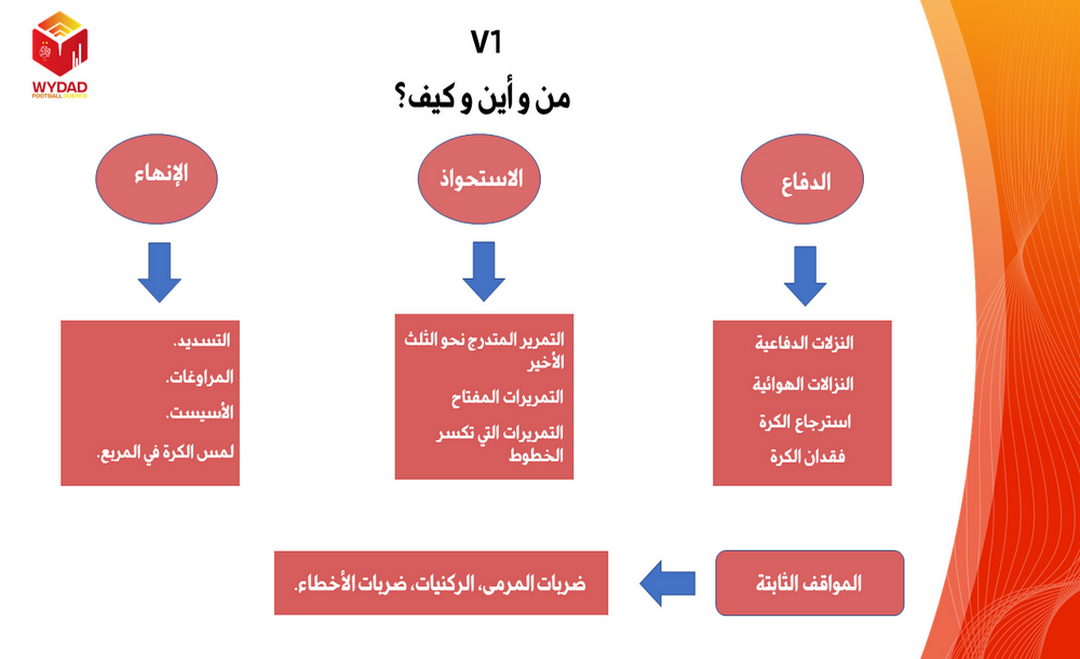 WYDAD
FOOTBALL SCIENCE
V1
من و أين و كيف؟
الدفاع
النزلات الدفاعية
النزالات الهوائية
استرجاع الكرة
فقدان الكرة
الاستحواذ
التمرير المتدرج نحو الثلث
الأخير
التمريرات المفتاح
التمريرات التي تكسر
الخطوط
الإنهاء
التسديد.
المراوغات.
الأسيست.
لمس الكرة في المربع.
المواقف الثابتة
ضربات المرمى، الركنيات، ضربات الأخطاء.